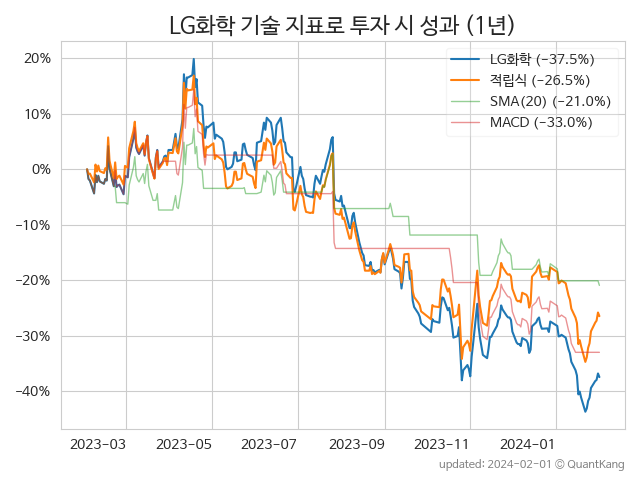 LG화학 기술 지표로 투자 시 성과 (1년)
LG화학 (−37.5%)
적립식 (−26.5%)
SMA(20) (−21.0%)
MACD (−33.0%)
20%
10%
0%
−10%
−20%
−30%
−40%
2023-03 2023-05 2023-07 2023-09 2023-11 2024-01
updated: 2024-02-01 © QuantKang